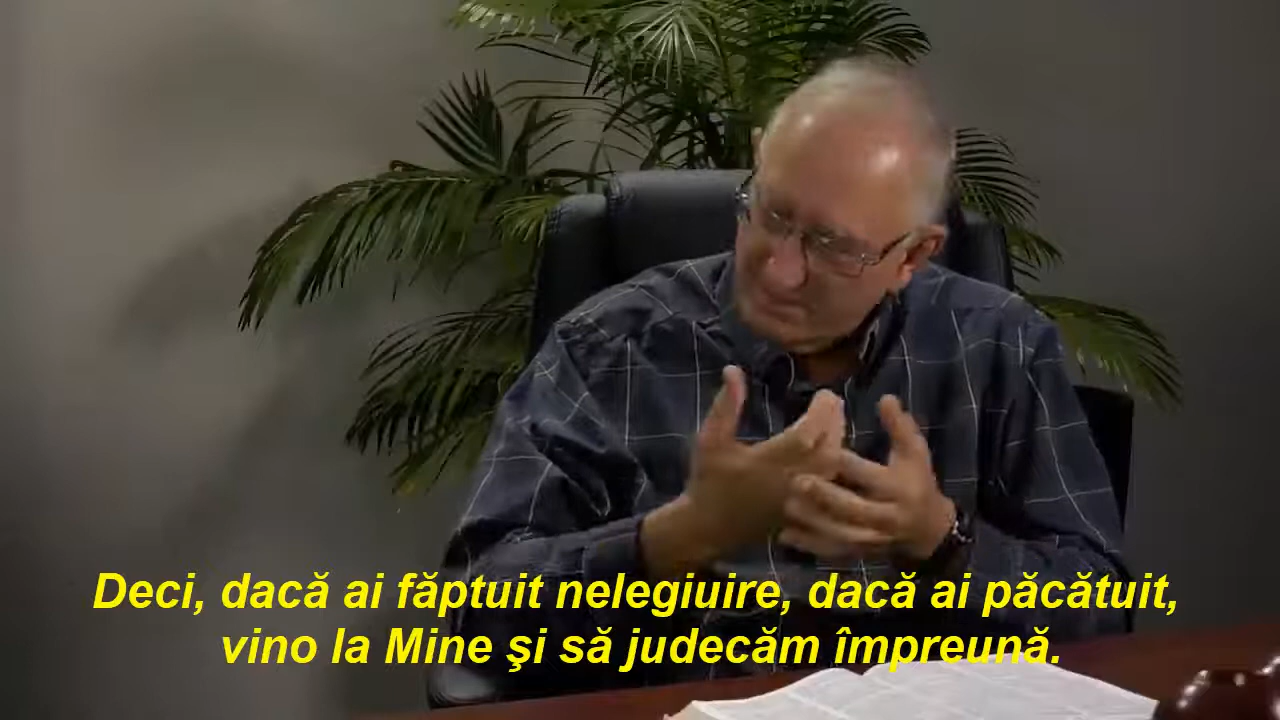 Deci, dacă ai făptuit nelegiuire, dacă ai păcătuit,
vino la Mine şi să judecăm împreună.